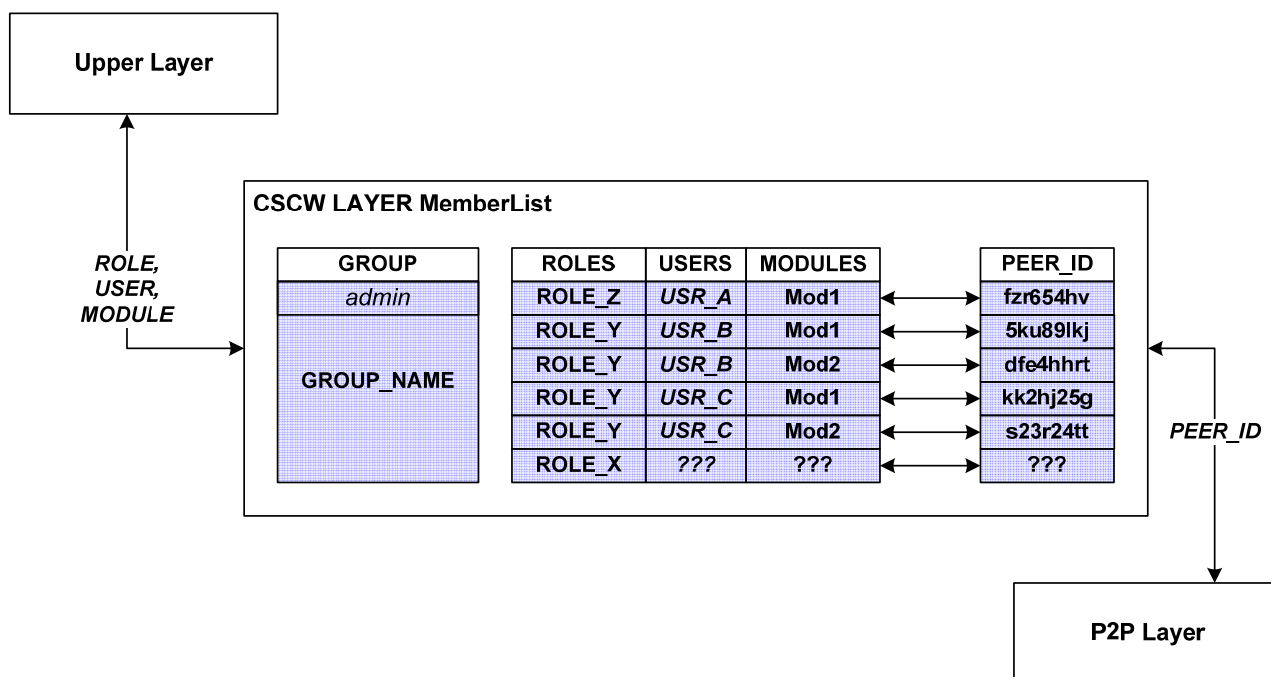 Upper Layer
CSCW LAYER MemberList
ROLE,
USER,
MODULE
GROUP
admin
GROUP_NAME
ROLES USERS MODULES PEER_ID
ROLE_Z USR_A Mod1 fzr654hv
ROLE_Y USR_B Mod1 5ku89lkj
ROLE_Y USR_B Mod2 dfe4hhrt
ROLE_Y USR_C Mod1 kk2hj25g
ROLE_Y USR_C Mod2 s23r24tt
ROLE_X ??? ??? ???
PEER_ID
P2P Layer